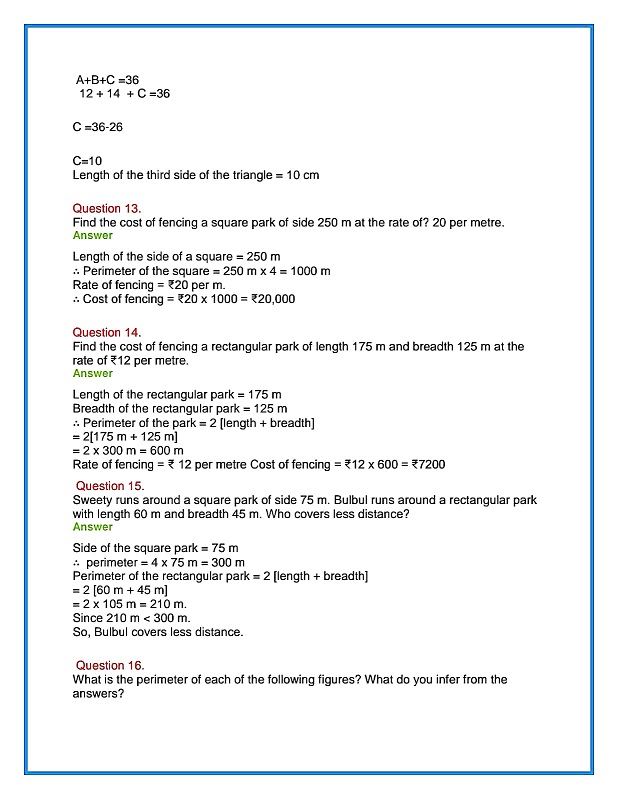 A+B+C =36
12 + 14 + C =36
C =36-26
C=10
Length of the third side of the triangle = 10 cm
Question 13.
Find the cost of fencing a square park of side 250 m at the rate of? 20 per metre.
Answer
Length of the side of a square = 250 m
∴ Perimeter of the square = 250 m x 4 = 1000 m
Rate of fencing = ₹20 per m.
∴ Cost of fencing = ₹20 x 1000 = ₹20,000
Question 14.
Find the cost of fencing a rectangular park of length 175 m and breadth 125 m at the
rate of ₹12 per metre.
Answer
Length of the rectangular park = 175 m
Breadth of the rectangular park = 125 m
∴ Perimeter of the park = 2 [length + breadth]
= 2[175 m + 125 m]
= 2 x 300 m = 600 m
Rate of fencing = ₹ 12 per metre Cost of fencing = ₹12 x 600 = ₹7200
Question 15.
Sweety runs around a square park of side 75 m. Bulbul runs around a rectangular park
with length 60 m and breadth 45 m. Who covers less distance?
Answer
Side of the square park = 75 m
∴ perimeter = 4 x 75 m = 300 m
Perimeter of the rectangular park = 2 [length + breadth]
= 2 [60 m + 45 m]
= 2 x 105 m = 210 m.
Since 210 m < 300 m.
So, Bulbul covers less distance.
Question 16.
What is the perimeter of each of the following figures? What do you infer from the
answers?